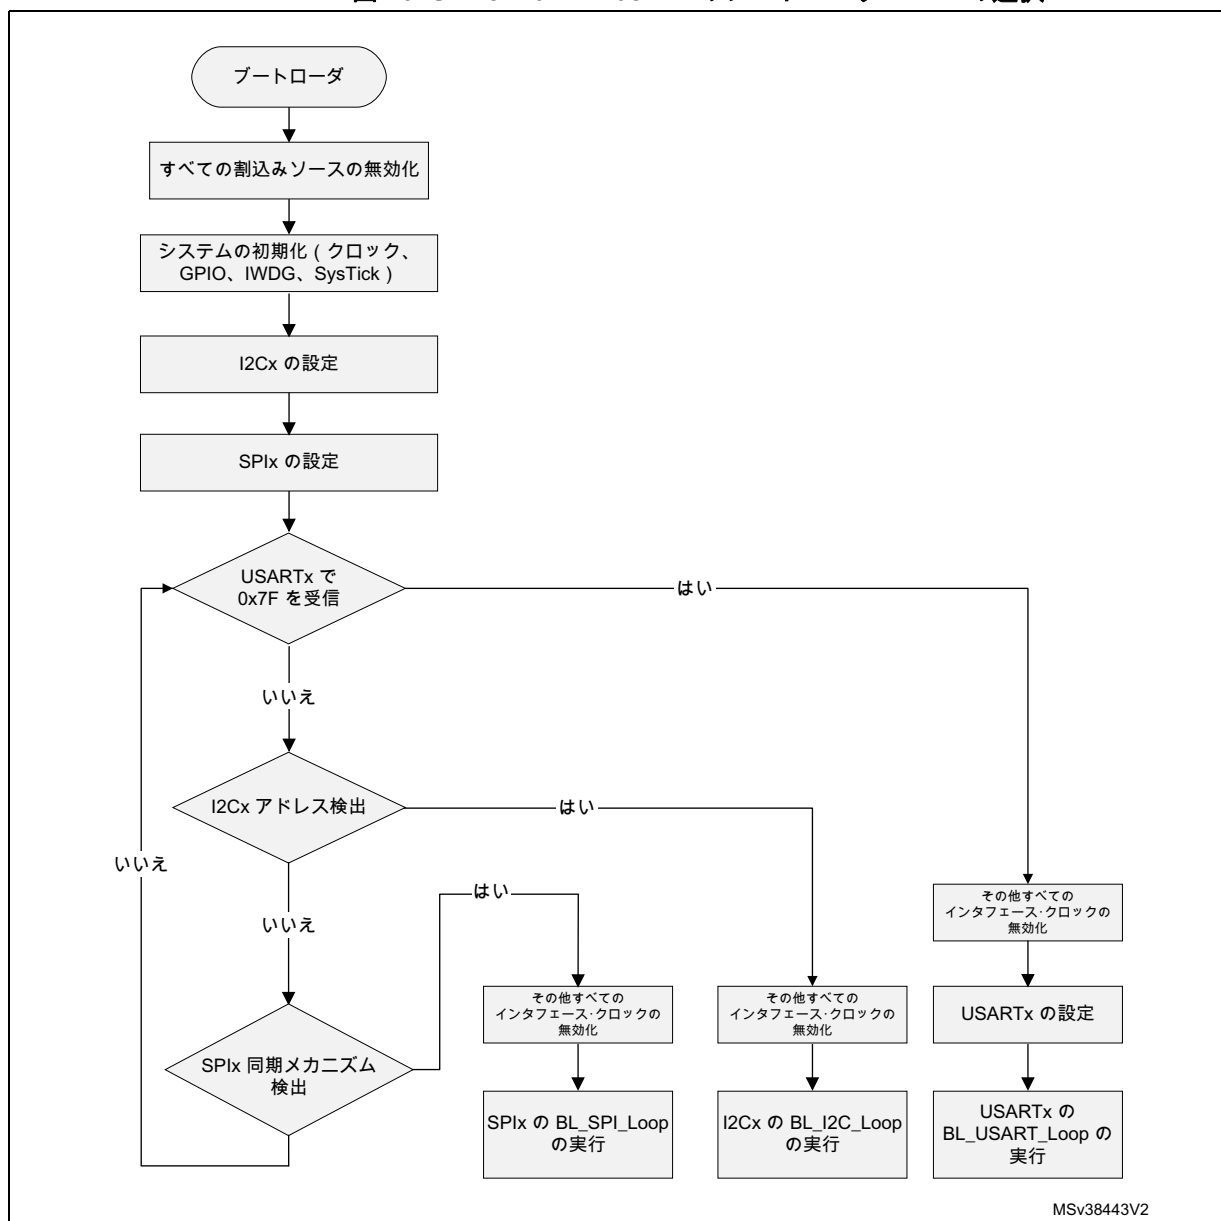 ブートローダ
すべての割込みソースの無効化
システムの初期化 ( クロック、
GPIO、IWDG、SysTick )
I2Cx の設定
SPIx の設定
USARTx で
0x7F を受信
はい
いいえ
I2Cx アドレス検出
はい
いいえ
いいえ
はい
SPIx 同期メカニズム
検出
その他すべての
インタフェース·クロックの
無効化
SPIx の BL_SPI_Loop
の実行
その他すべての
インタフェース·クロックの
無効化
I2Cx の BL_I2C_Loop
の実行
その他すべての
インタフェース·クロックの
無効化
USARTx の設定
USARTx の
BL_USART_Loop の
実行
MSv38443V2